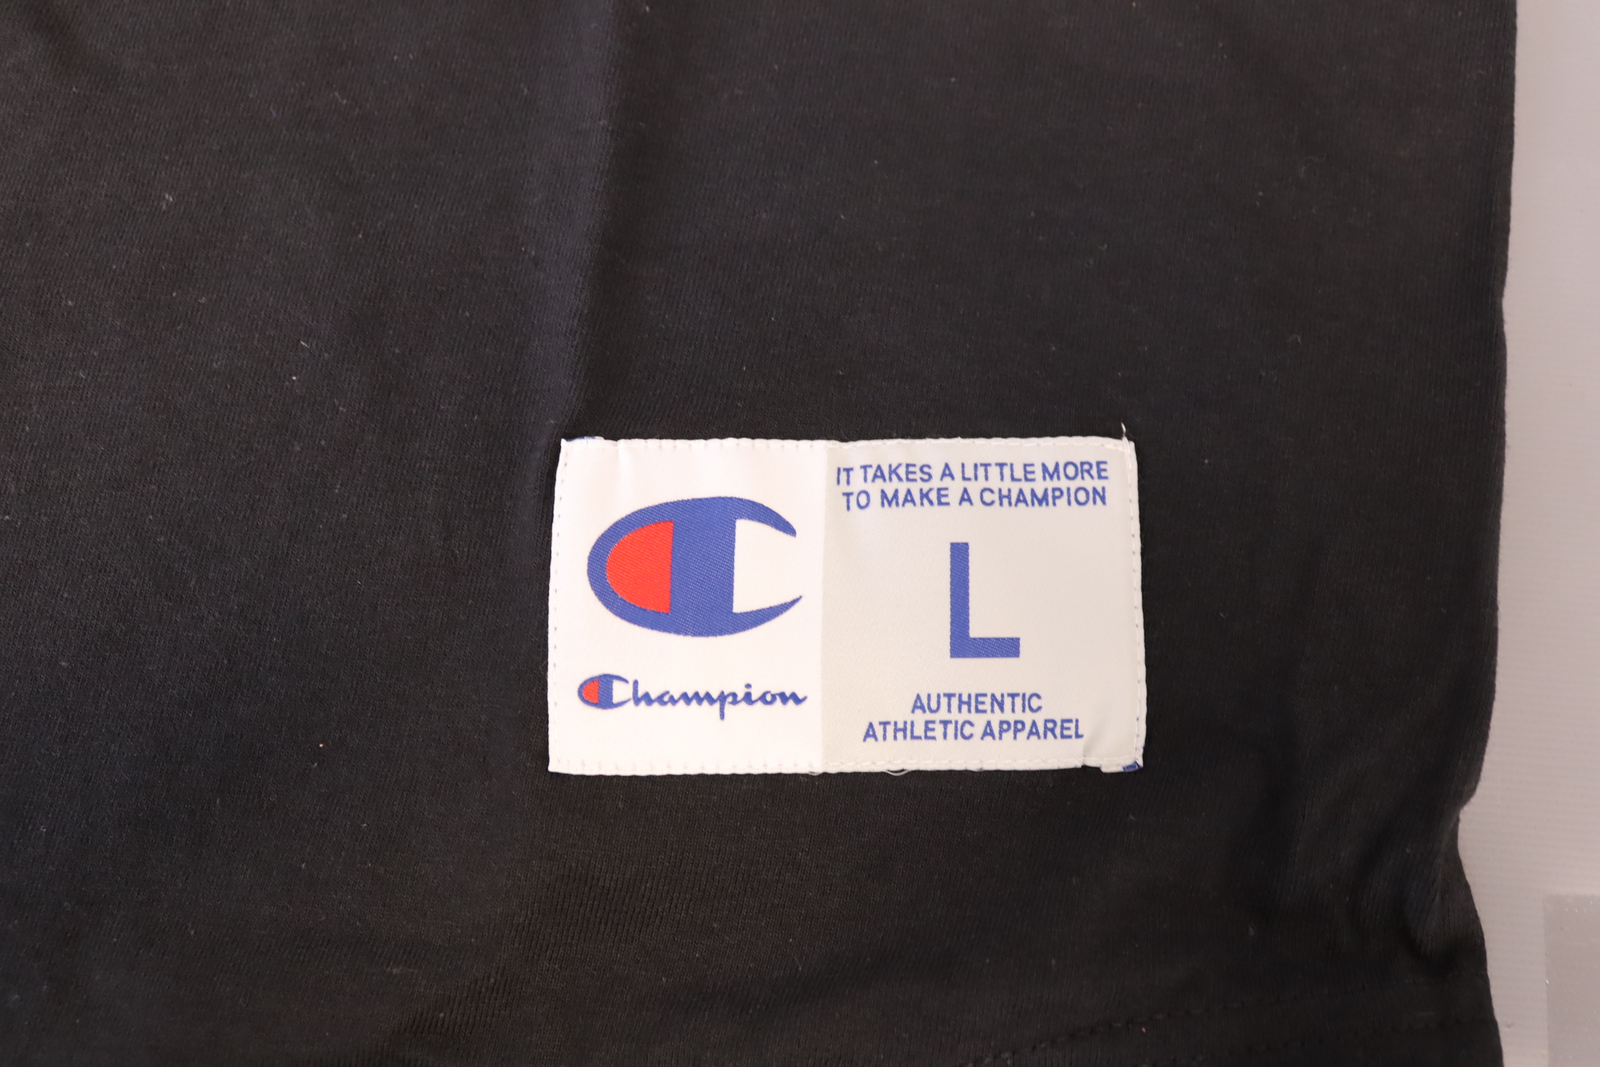 Champion
IT TAKES A LITTLE MORE
TO MAKE A CHAMPION
L
AUTHENTIC
ATHLETIC APPAREL